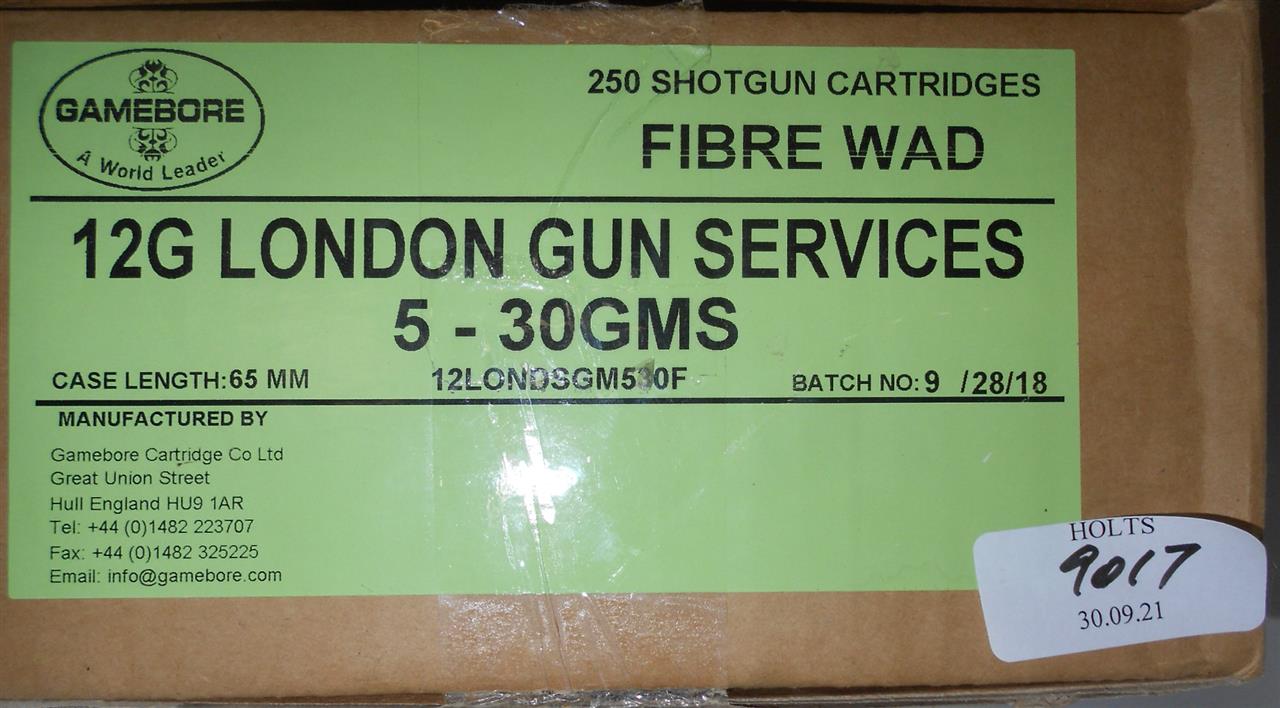 GAMEBORE
A World Leader
250 SHOTGUN CARTRIDGES
FIBRE WAD
12G LONDON GUN SERVICES
5 - 30GMS
CASE LENGTH:65 MM 12LONDSGM530F BATCH NO: 9 /28/18
MANUFACTURED BY
Gamebore Cartridge Co Ltd
Great Union Street
Hull England HU9 1AR
Tel: +44 (0)1482 223707
Fax: +44 (0)1482 325225
Email: info@gamebore.com
HOLTS
9017
30.09.21